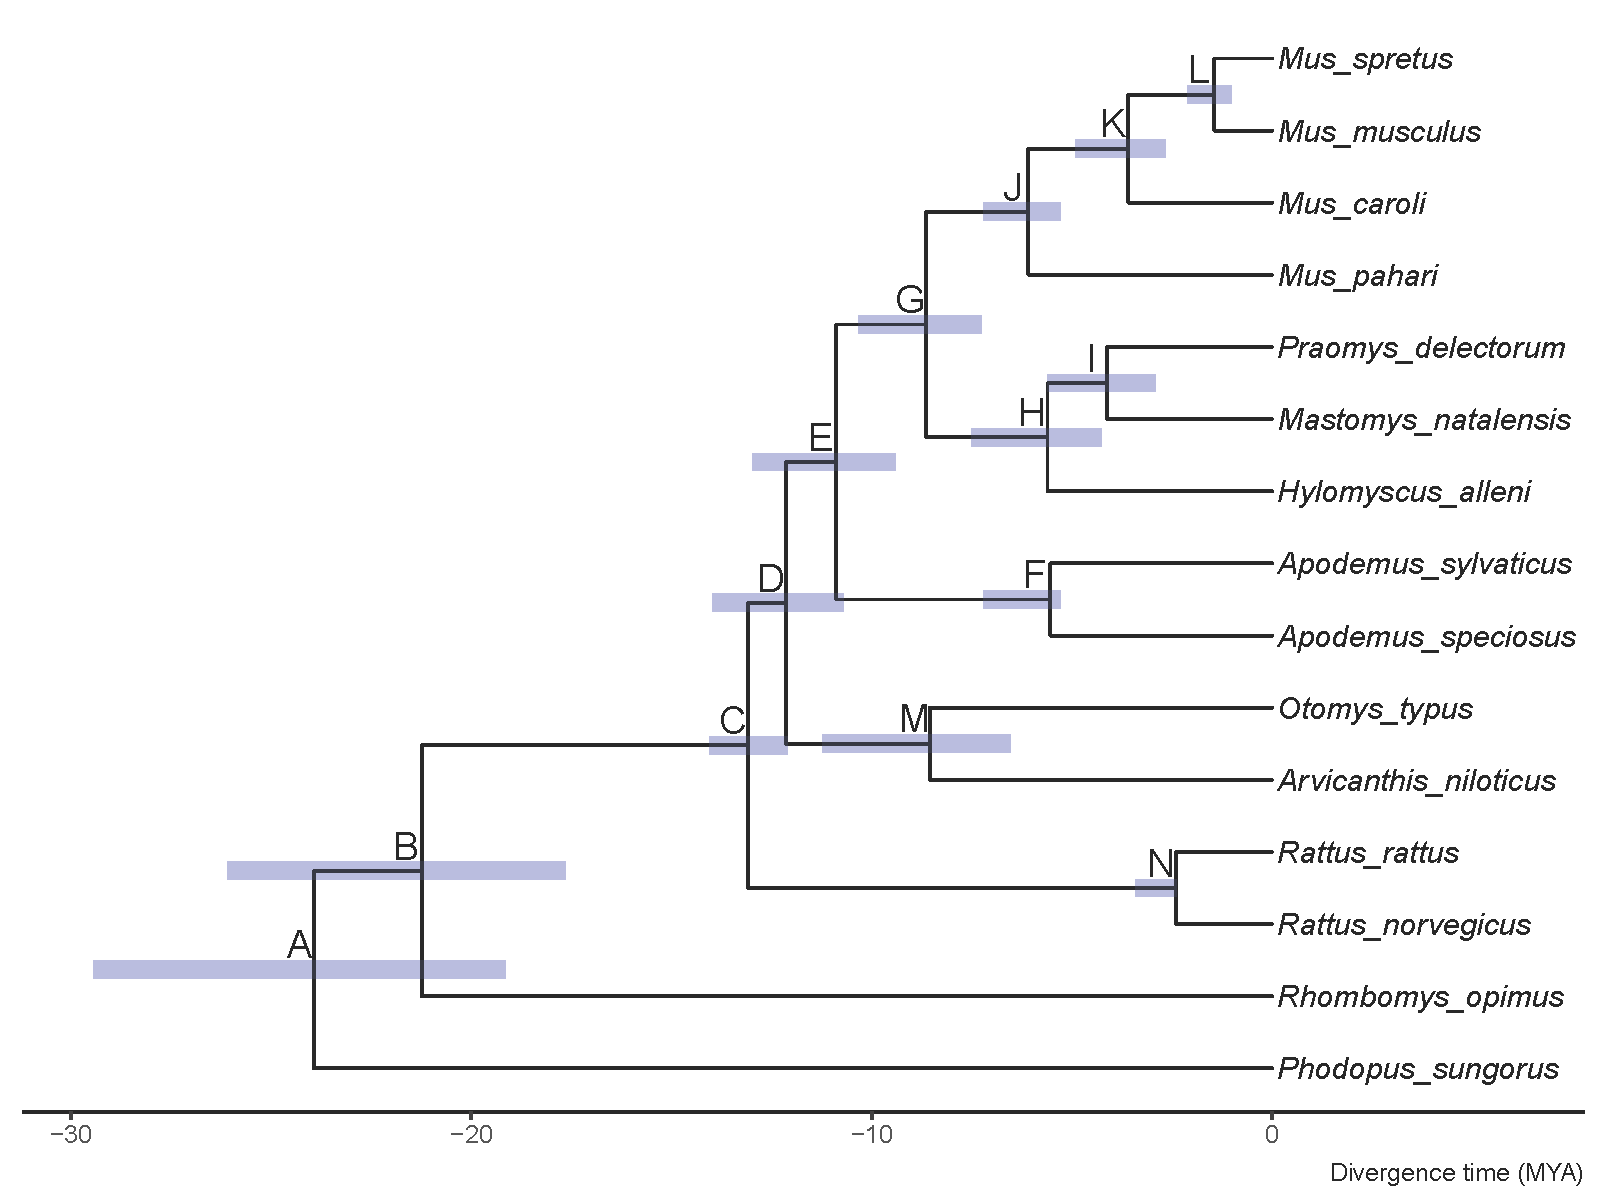 L
Mus_spretus
Mus_musculus
K
Mus_caroli
J
Mus_pahari
G
Praomys_delectorum
I
Mastomys_natalensis
H
E
Hylomyscus_alleni
Apodemus_sylvaticus
F
D
Apodemus_speciosus
Otomys_typus
M
C
Arvicanthis_niloticus
B
Rattus_rattus
N
Rattus_norvegicus
A
Rhombomys_opimus
Phodopus_sungorus
−30 −20 −10 0
Divergence time (MYA)